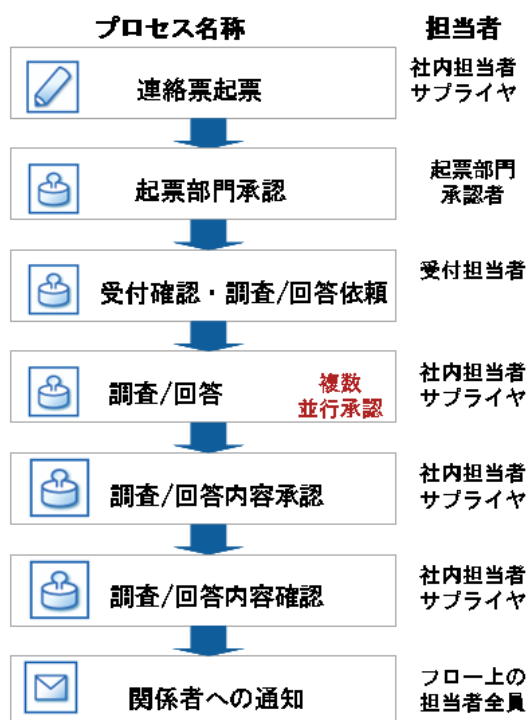 プロセス名称 担当者
連絡票起票
社内担当者
サプライヤ
起票部門承認
起票部門
承認者
受付確認・調査/回答依頼
受付担当者
調査/回答
複数
並行承認
社内担当者
サプライヤ
調査/回答内容承認
社内担当者
サプライヤ
調査/回答内容確認
社内担当者
サプライヤ
関係者への通知
フロー上の
担当者全員